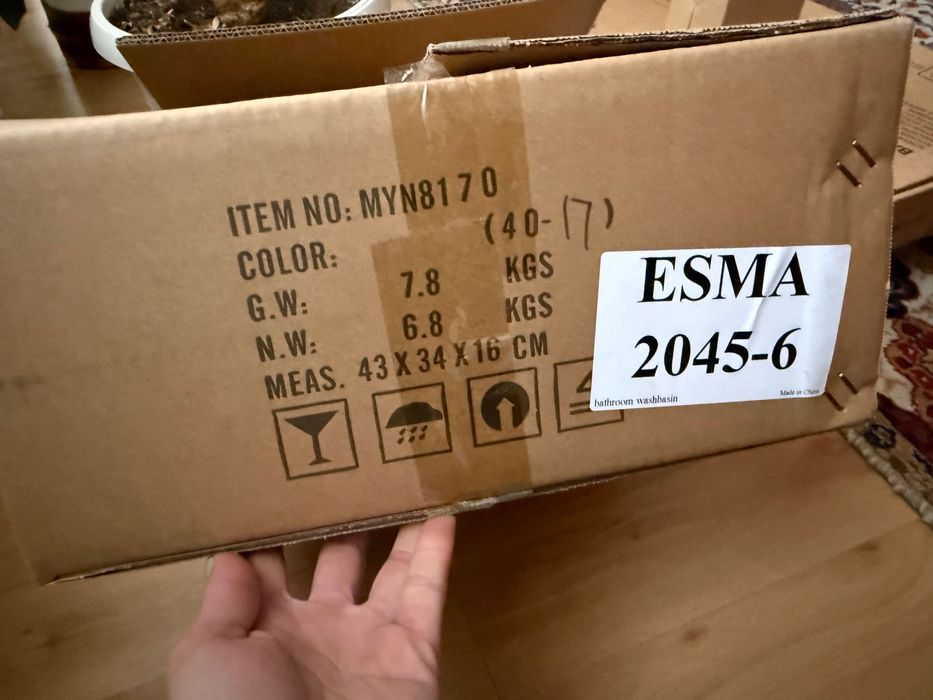 ITEM NO: MYN8170
COLOR: (40-17)
G.W: 7.8 KGS
N.W: 6.8 KGS
MEAS. 43 X 34 X 16 CM
ESMA
2045-6
bathroom washbasin
Made in China